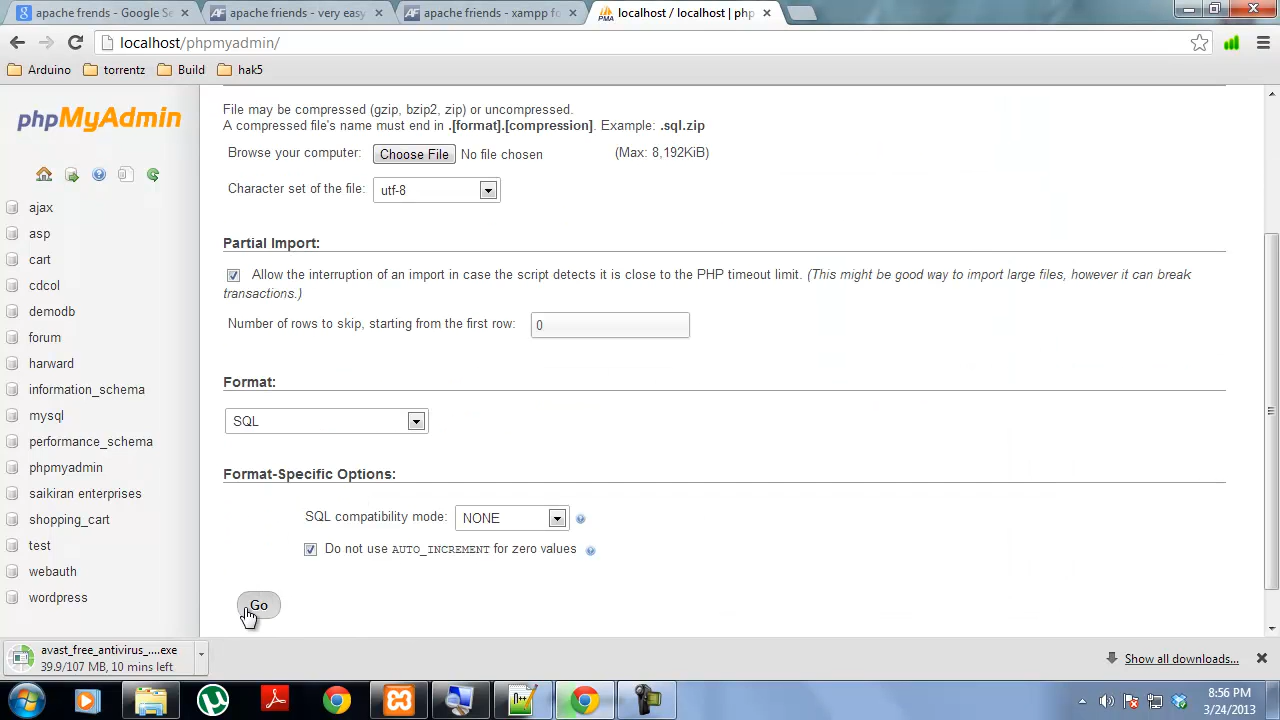 apache frends - Google Se
apache friends - very easy
apache friends - xampp fa
localhost / localhost | php
localhost/phpmyadmin/
Arduino
torrentz
Build
hak5
phpMyAdmin
ajax
asp
cart
cdcol
demodb
forum
harward
information_schema
mysql
performance_schema
phpmyadmin
saikiran enterprises
shopping_cart
test
webauth
wordpress
File may be compressed (gzip, bzip2, zip) or uncompressed.
A compressed file's name must end in .[format].[compression]. Example: .sql.zip
Browse your computer: Choose File No file chosen (Max: 8,192KiB)
Character set of the file: utf-8
Partial Import:
Allow the interruption of an import in case the script detects it is close to the PHP timeout limit. (This might be good way to import large files, however it can break
transactions.)
Number of rows to skip, starting from the first row: 0
Format:
SQL
Format-Specific Options:
SQL compatibility mode: NONE
Do not use AUTO_INCREMENT for zero values
Go
avast_free_antivirus_....exe
39.9/107 MB, 10 mins left
Show all downloads...
8:56 PM
3/24/2013